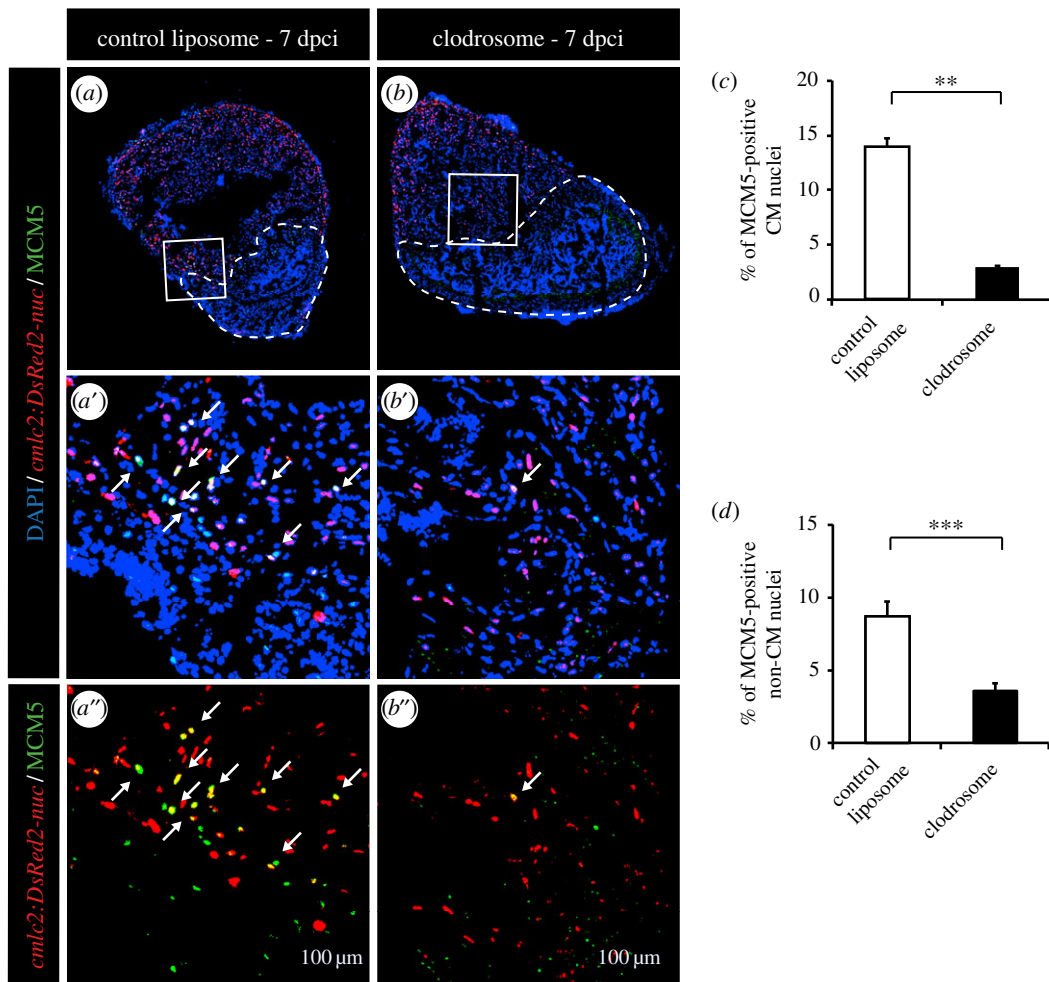 control liposome - 7 dpci
clodrosome - 7 dpci
DAPI / cmlc2:DsRed2-nuc / MCM5
(a)
(b)
(a′)
(b′)
cmlc2:DsRed2-nuc / MCM5
(a″)
(b″)
100 µm
100 µm
(c)
% of MCM5-positive
CM nuclei
20
15
10
5
0
**
control
liposome
clodrosome
(d)
% of MCM5-positive
non-CM nuclei
15
10
5
0
***
control
liposome
clodrosome